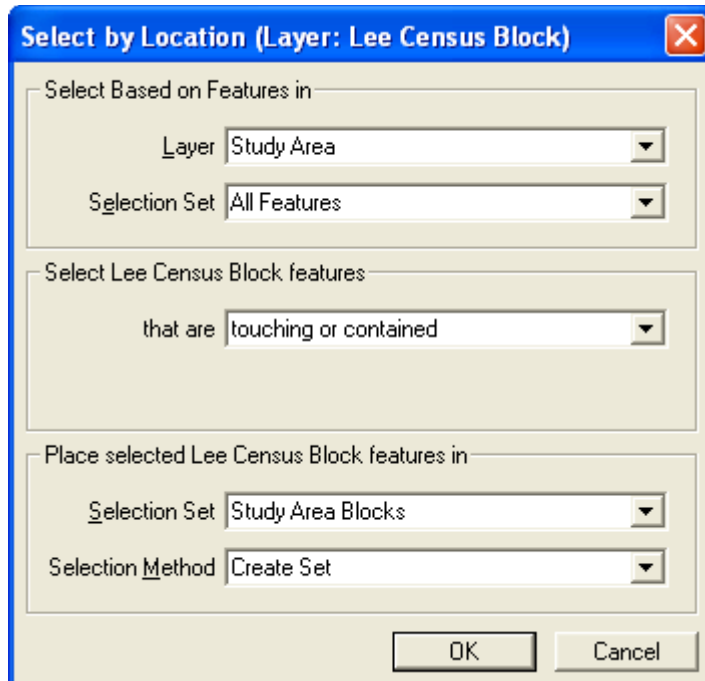 Select by Location (Layer: Lee Census Block)
Select Based on Features in
Layer Study Area
Selection Set All Features
Select Lee Census Block features
that are touching or contained
Place selected Lee Census Block features in
Selection Set Study Area Blocks
Selection Method Create Set
OK Cancel